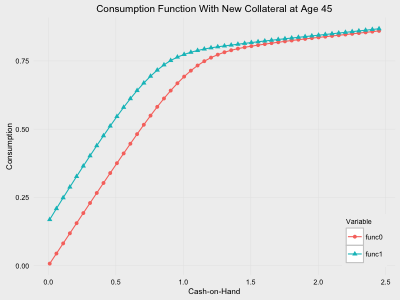 Consumption Function With New Collateral at Age 45
Consumption
0.75
0.50
0.25
0.00
0.0 0.5 1.0 1.5 2.0 2.5
Cash-on-Hand
Variable
func0
func1